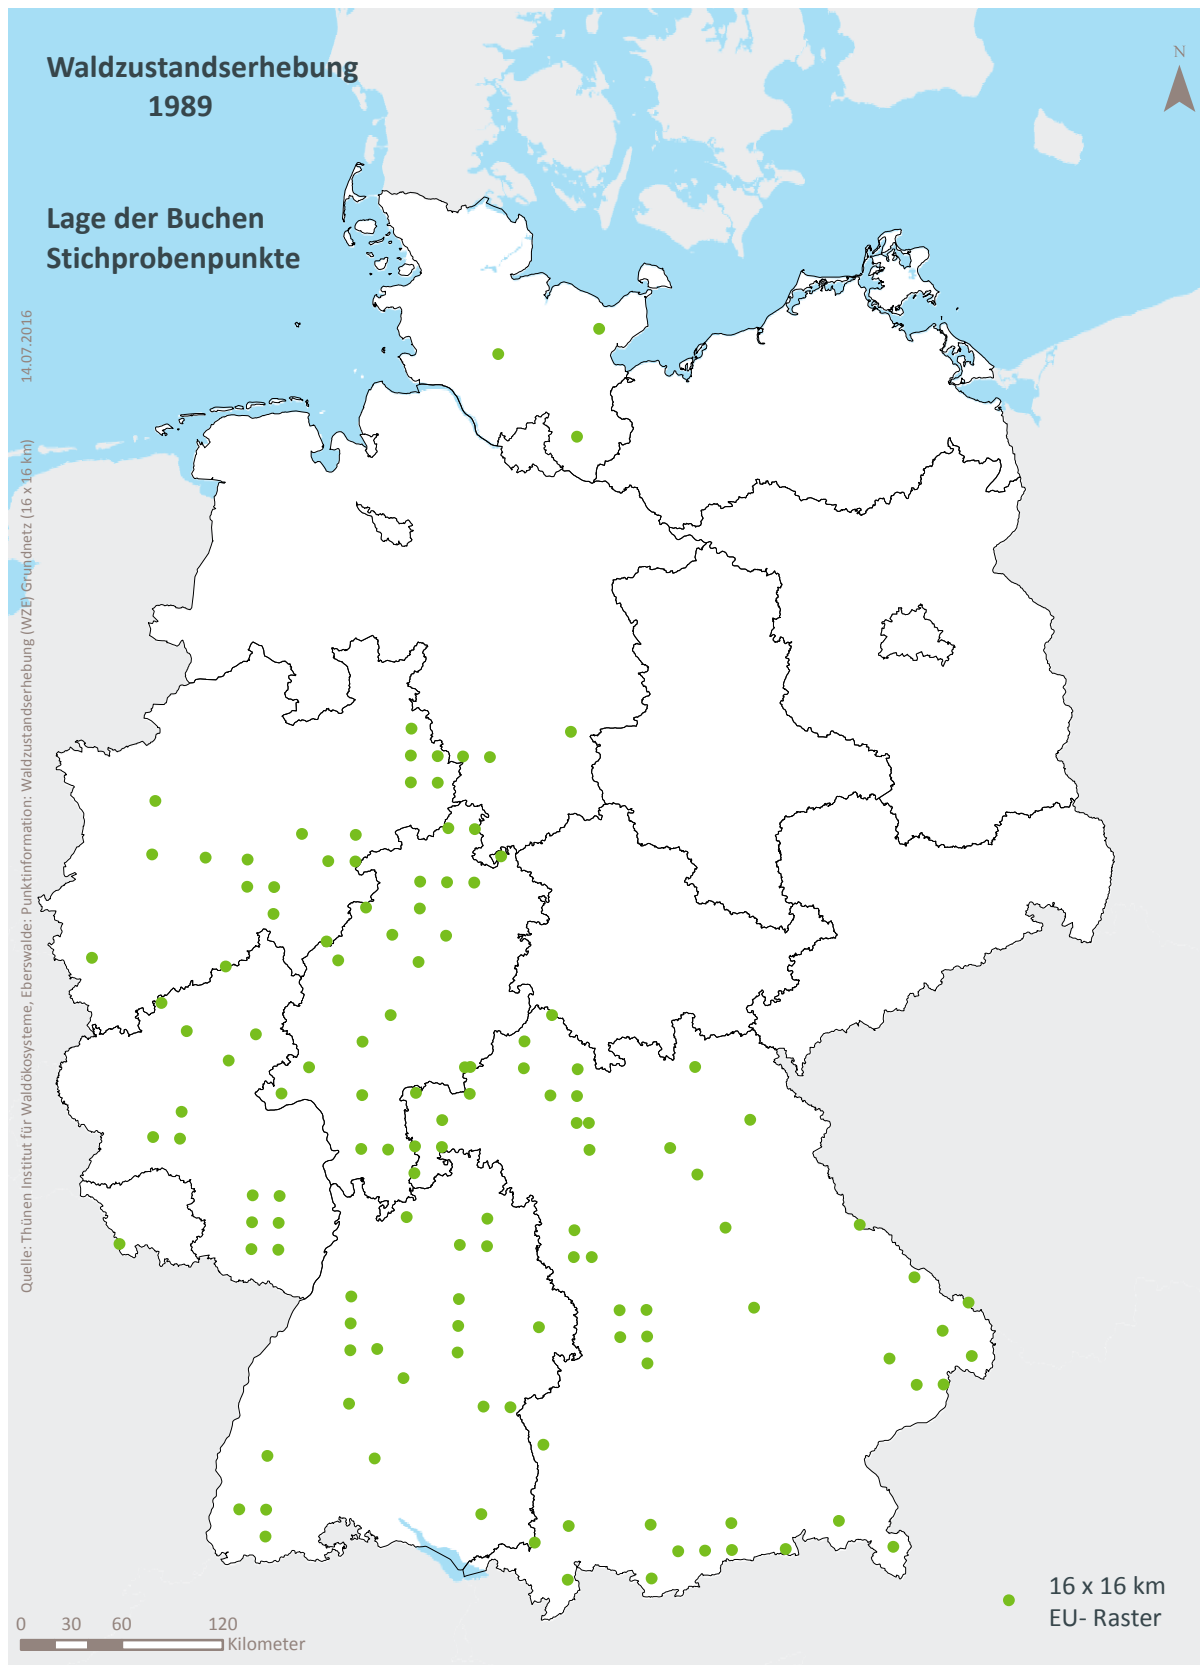 Waldzustandserhebung
1989
N
Lage der Buchen
Stichprobenpunkte
Quelle: Thünen Institut für Waldökosysteme, Eberswalde: Punktinformation: Waldzustandserhebung (WZE) Grundnetz (16 x 16 km) 14.07.2016
16 x 16 km
EU- Raster
0 30 60 120
Kilometer